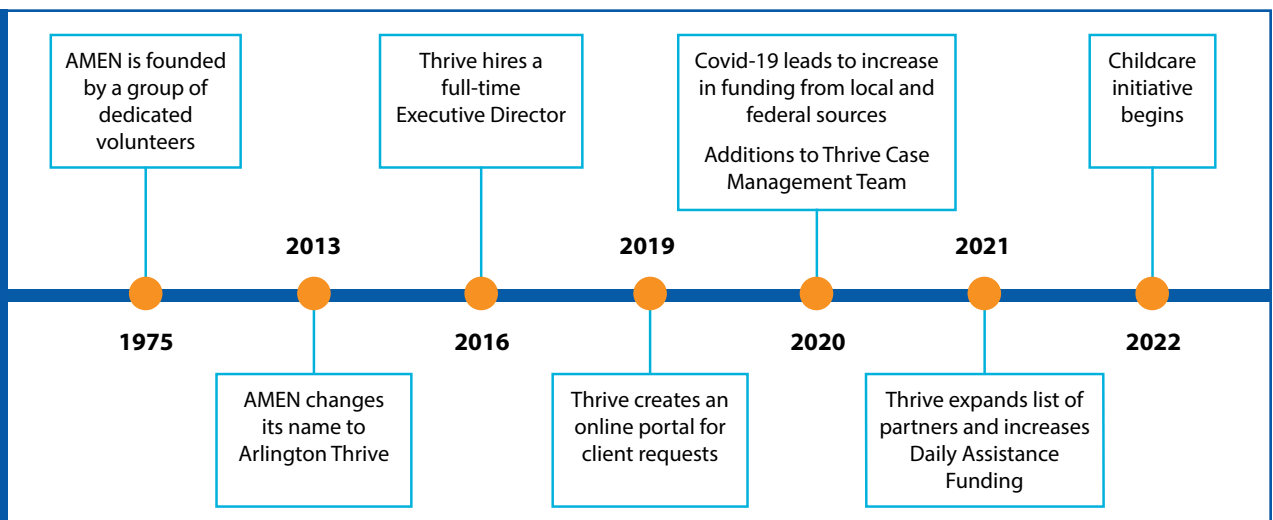 AMEN is founded
by a group of
dedicated
volunteers
1975
2013
AMEN changes
its name to
Arlington Thrive
Thrive hires a
full-time
Executive Director
2016
2019
Thrive creates an
online portal for
client requests
Covid-19 leads to increase
in funding from local and
federal sources
Additions to Thrive Case
Management Team
2020
2021
Thrive expands list of
partners and increases
Daily Assistance
Funding
Childcare
initiative
begins
2022